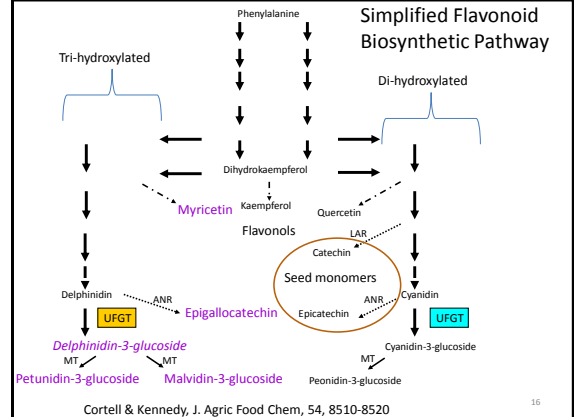 Phenylalanine
Simplified Flavonoid
Biosynthetic Pathway
Tri-hydroxylated
Di-hydroxylated
Dihydrokaempferol
Myricetin
Kaempferol
Quercetin
Flavonols
LAR
Catechin
Seed monomers
Delphinidin
ANR
Epigallocatechin
Epicatechin
ANR
Cyanidin
UFGT
UFGT
Delphinidin-3-glucoside
MT
MT
Cyanidin-3-glucoside
MT
Petunidin-3-glucoside
Malvidin-3-glucoside
Peonidin-3-glucoside
Cortell & Kennedy, J. Agric Food Chem, 54, 8510-8520
16